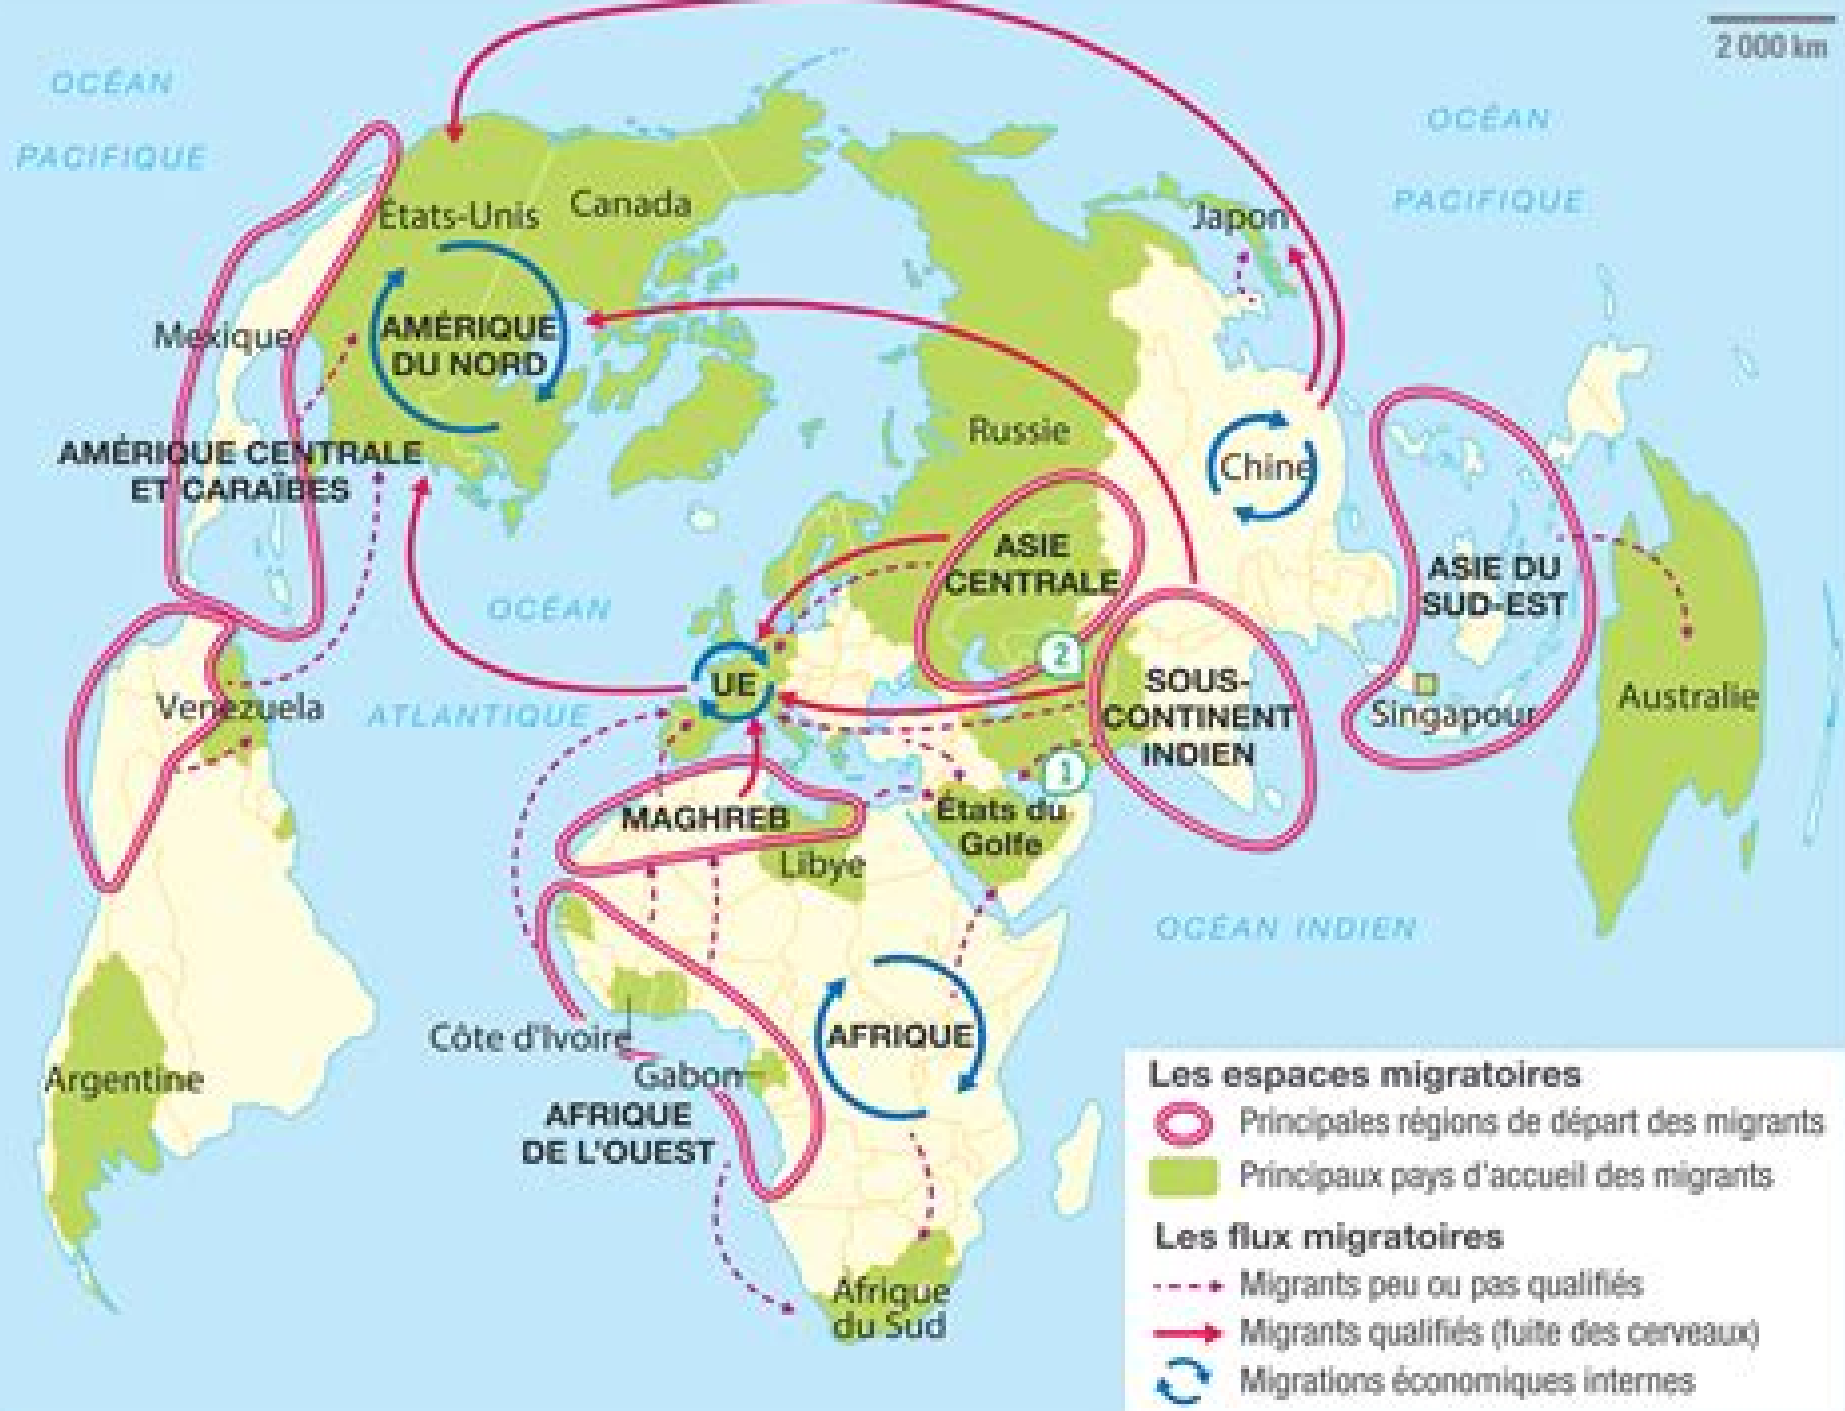 2 000 km
OCÉAN
PACIFIQUE
OCÉAN
PACIFIQUE
États-Unis
Canada
Japon
Mexique
AMÉRIQUE
DU NORD
Russie
Chine
AMÉRIQUE CENTRALE
ET CARAÏBES
ASIE
CENTRALE
ASIE DU
SUD-EST
OCÉAN
ATLANTIQUE
UE
2
SOUS-
CONTINENT
INDIEN
Singapour
Australie
Venezuela
1
MAGHREB
États du
Golfe
Libye
OCÉAN INDIEN
Côte d'Ivoire
AFRIQUE
Gabon
AFRIQUE
DE L'OUEST
Argentine
Afrique
du Sud
Les espaces migratoires
Principales régions de départ des migrants
Principaux pays d'accueil des migrants
Les flux migratoires
Migrants peu ou pas qualifiés
Migrants qualifiés (fuite des cerveaux)
Migrations économiques internes